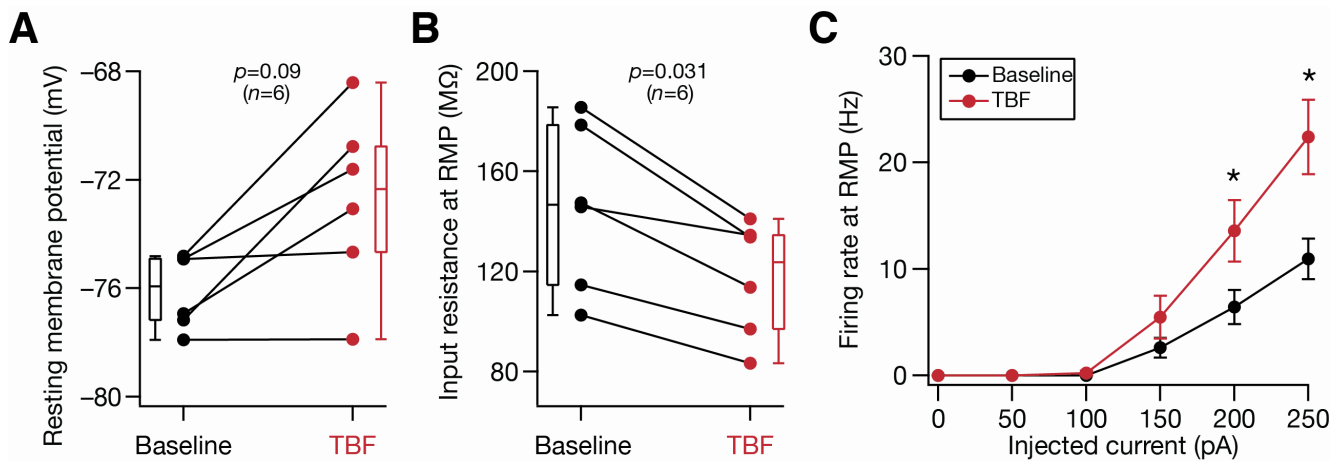 A
Resting membrane potential (mV)
−68
−72
−76
−80
p=0.09
(n=6)
Baseline
TBF
B
Input resistance at RMP (MΩ)
200
160
120
80
p=0.031
(n=6)
Baseline
TBF
C
Firing rate at RMP (Hz)
30
20
10
0
Baseline
TBF
*
*
0
50
100
150
200
250
Injected current (pA)